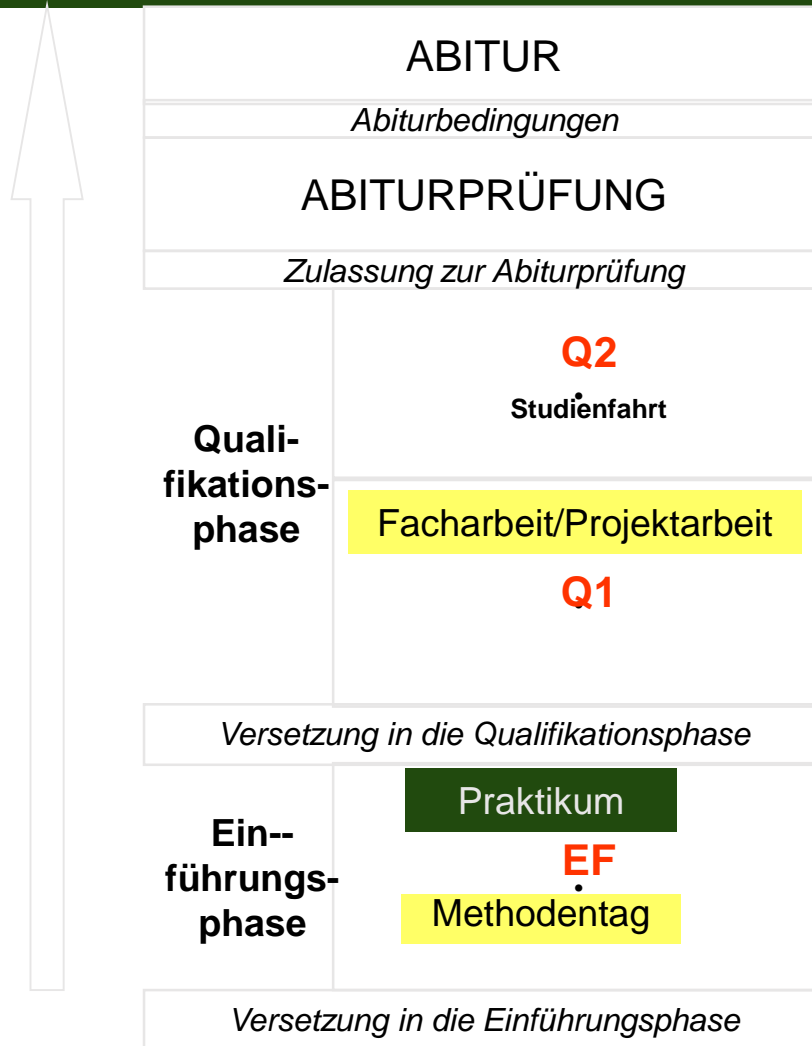 ABITUR
Abiturbedingungen
ABITURPRÜFUNG
Zulassung zur Abiturprüfung
Quali-
fikations-
phase
Q2
Studienfahrt
Facharbeit/Projektarbeit
Q1
Versetzung in die Qualifikationsphase
Ein--
führungs-
phase
Praktikum
EF
Methodentag
Versetzung in die Einführungsphase